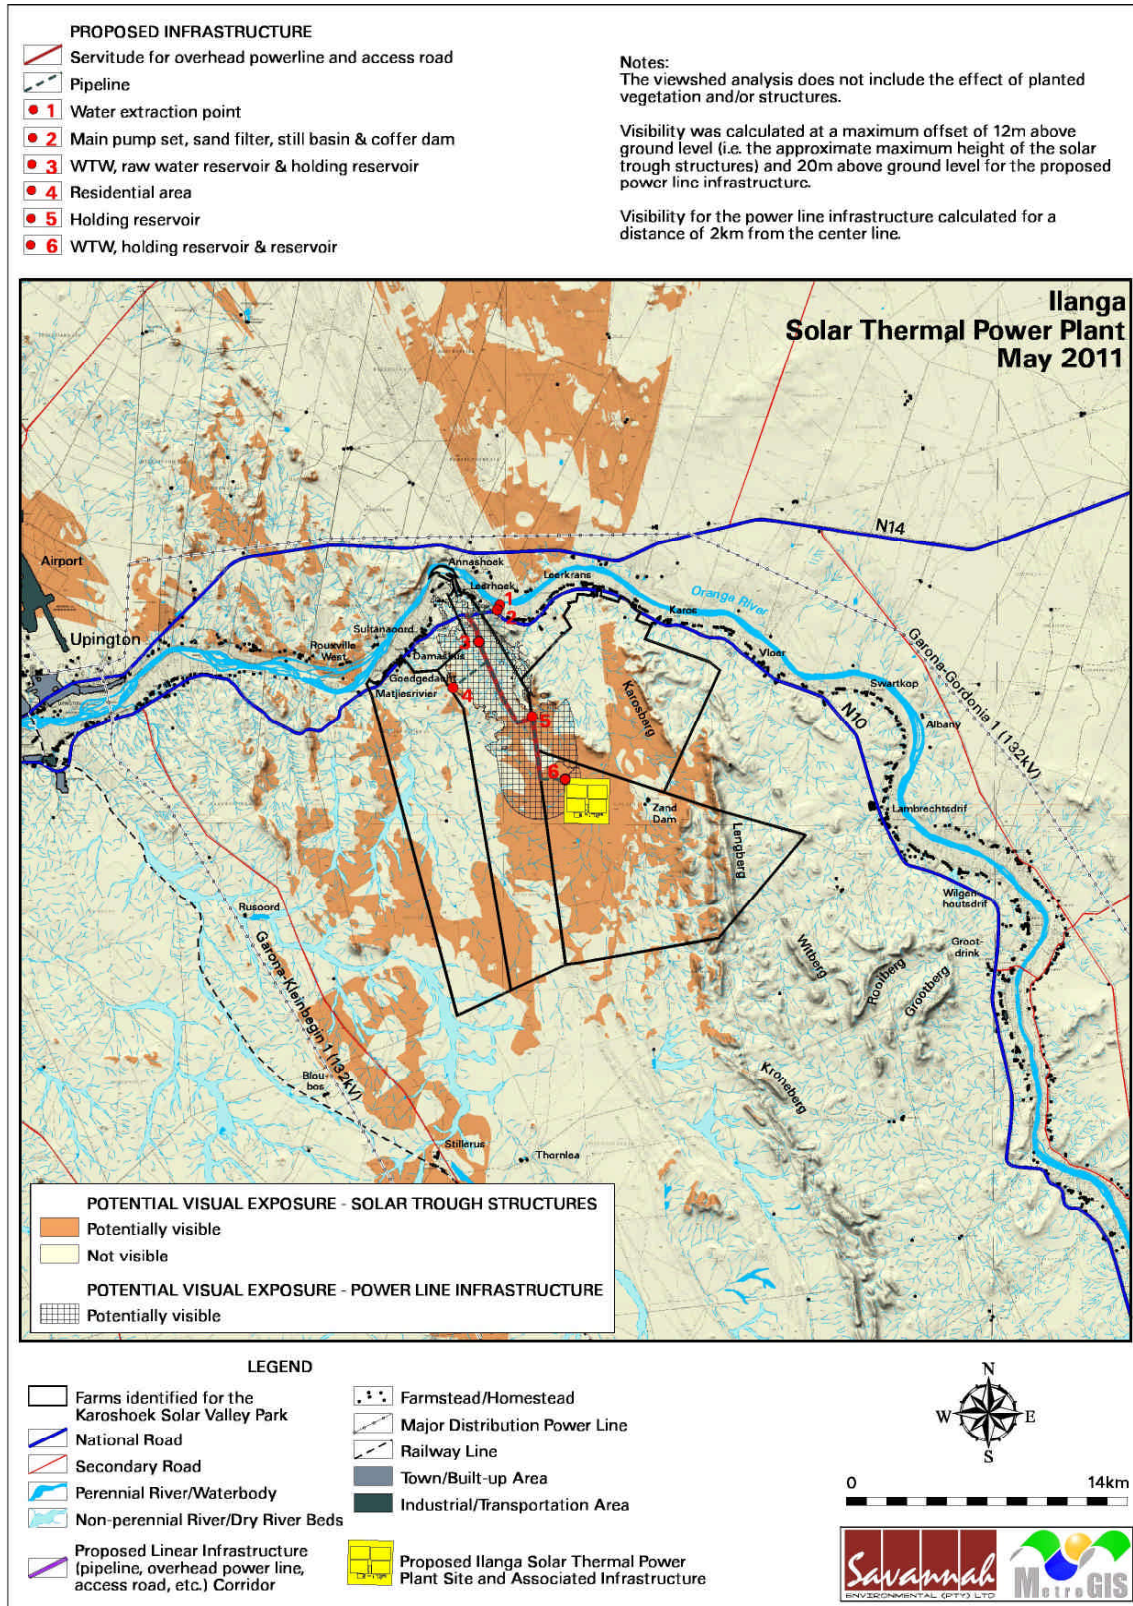 PROPOSED INFRASTRUCTURE
Servitude for overhead powerline and access road
Pipeline
1 Water extraction point
2 Main pump set, sand filter, still basin & coffer dam
3 WTW, raw water reservoir & holding reservoir
4 Residential area
5 Holding reservoir
6 WTW, holding reservoir & reservoir
Notes:
The viewshed analysis does not include the effect of planted
vegetation and/or structures.
Visibility was calculated at a maximum offset of 12m above
ground level (i.e. the approximate maximum height of the solar
trough structures) and 20m above ground level for the proposed
power line infrastructure.
Visibility for the power line infrastructure calculated for a
distance of 2km from the center line.
Ilanga
Solar Thermal Power Plant
May 2011
N14
Airport
Annashoek
Leerhoek
Leerkrans
Oranga River
1
2
Karos
Upington
Sultanaoord
Rouxville
West
3
Damaskus
Vloer
Garona-Gordonia 1 (132kV)
Goedgedacht
Matjiesrivier
4
Karosberg
Swartkop
N10
Albany
5
6
Zand
Dam
Lambrechtsdrif
Langberg
Wilgen-
houtsdrif
Rusoord
Garona-Kleinbegin 1 (132kV)
Groot-
drink
Witberg
Rooiberg
Grootberg
Blou-
bos
Kroneberg
Stillerus
Thornlea
POTENTIAL VISUAL EXPOSURE - SOLAR TROUGH STRUCTURES
Potentially visible
Not visible
POTENTIAL VISUAL EXPOSURE - POWER LINE INFRASTRUCTURE
Potentially visible
LEGEND
Farms identified for the
Karoshoek Solar Valley Park
National Road
Secondary Road
Perennial River/Waterbody
Non-perennial River/Dry River Beds
Proposed Linear Infrastructure
(pipeline, overhead power line,
access road, etc.) Corridor
Farmstead/Homestead
Major Distribution Power Line
Railway Line
Town/Built-up Area
Industrial/Transportation Area
Proposed Ilanga Solar Thermal Power
Plant Site and Associated Infrastructure
N
W E
S
0 14km
Savannah
ENVIRONMENTAL (PTY) LTD
MetroGIS